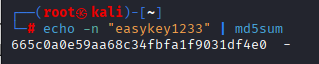 ┌──(root㉿kali)-[~]
└─# echo -n "easykey1233" | md5sum
665c0a0e59aa68c34fbfa1f9031df4e0  -